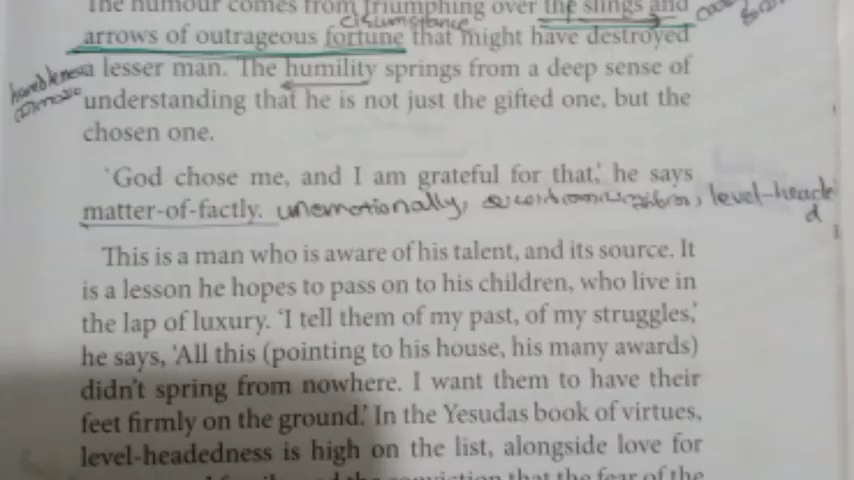 The humour comes from triumphing over the slings and
circumstance
arrows of outrageous fortune that might have destroyed
a lesser man. The humility springs from a deep sense of
understanding that he is not just the gifted one, but the
chosen one.
'God chose me, and I am grateful for that,' he says
matter-of-factly. unemotionally, level-headed
This is a man who is aware of his talent, and its source. It
is a lesson he hopes to pass on to his children, who live in
the lap of luxury. 'I tell them of my past, of my struggles,'
he says, 'All this (pointing to his house, his many awards)
didn't spring from nowhere. I want them to have their
feet firmly on the ground.' In the Yesudas book of virtues,
level-headedness is high on the list, alongside love for
conviction that the fear of the